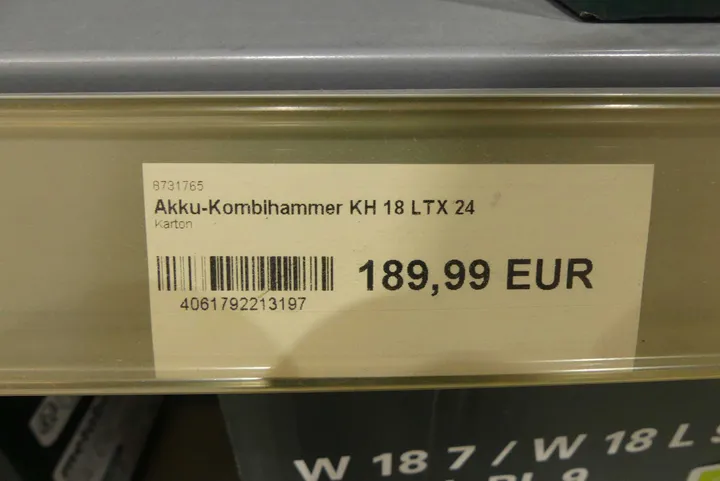 8731765
Akku-Kombihammer KH 18 LTX 24
Karton
189,99 EUR
4061792213197
W 18 7 / W 18 L